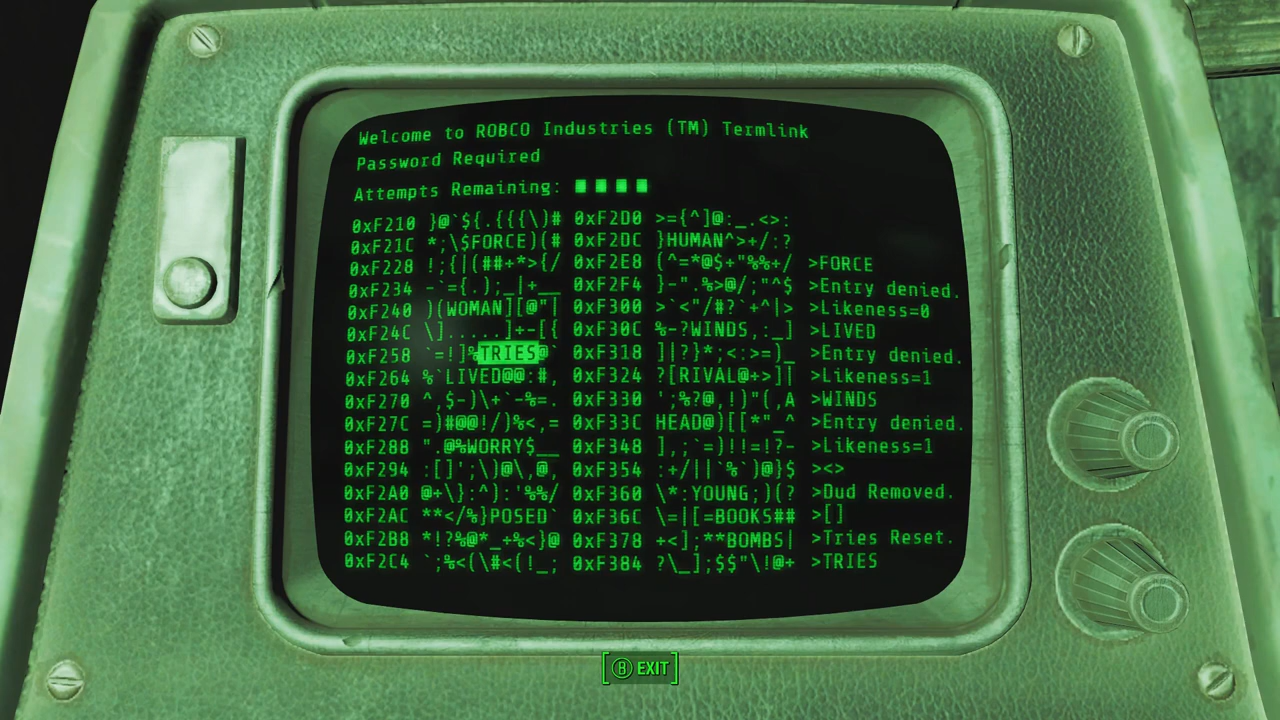 Welcome to ROBCO Industries (TM) Termlink
Password Required
Attempts Remaining:
0xF210 }@`${.{{{\)# 0xF2D0 >={^]@:_.<>:
0xF21C *;\$FORCE)(# 0xF2DC }HUMAN^>+/:?
0xF228 !;{|(##+*>{/ 0xF2E8 (^=*@$+"%%+/ >FORCE
0xF234 -`={.);_|+__ 0xF2F4 }-".%>@/;"^$ >Entry denied.
0xF240 )(WOMAN][@"| 0xF300 >`<"/#?`+^|> >Likeness=0
0xF24C \].....]+-[{ 0xF30C %-?WINDS,:_] >LIVED
0xF258 `=!]%TRIES@` 0xF318 ]|?}*;<:>=)_ >Entry denied.
0xF264 %`LIVED@@:#, 0xF324 ?[RIVAL@+>]| >Likeness=1
0xF270 ^,$-)\+`-%=. 0xF330 ';%?@,!)"(,A >WINDS
0xF27C =)#@@!/)%<,= 0xF33C HEAD@)[[*"_^ >Entry denied.
0xF288 ".@%WORRY$__ 0xF348 ],;`=)!!=!?- >Likeness=1
0xF294 :[]';\)@\,@, 0xF354 :+/||`%`)@}$ ><>
0xF2A0 @+\}:^):'%%/ 0xF360 \*:YOUNG;)(? >Dud Removed.
0xF2AC **</%}POSED` 0xF36C \=|[=BOOKS## >[]
0xF2B8 *!?%@*_+%<}@ 0xF378 +<];**BOMBS| >Tries Reset.
0xF2C4 `;%<(\#<(!_; 0xF384 ?\_];$$"\!@+ >TRIES
B EXIT